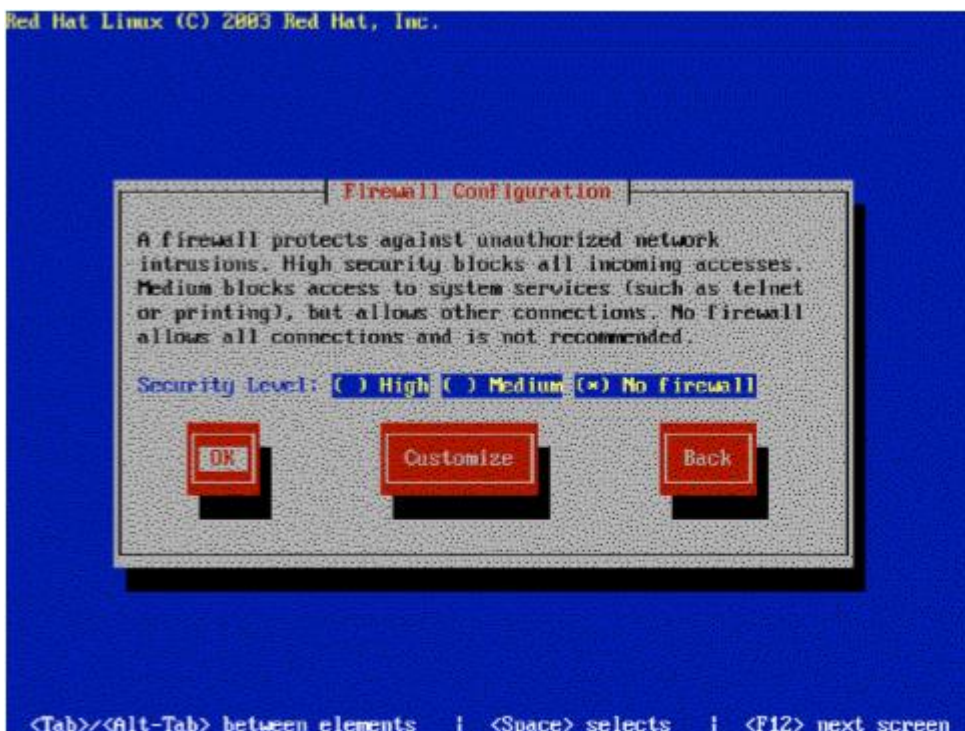 Red Hat Linux (C) 2003 Red Hat, Inc.
Firewall Configuration
A firewall protects against unauthorized network
intrusions. High security blocks all incoming accesses.
Medium blocks access to system services (such as telnet
or printing), but allows other connections. No firewall
allows all connections and is not recommended.
Security Level: ( ) High ( ) Medium (*) No firewall
OK Customize Back
<Tab>/<Alt-Tab> between elements | <Space> selects | <F12> next screen